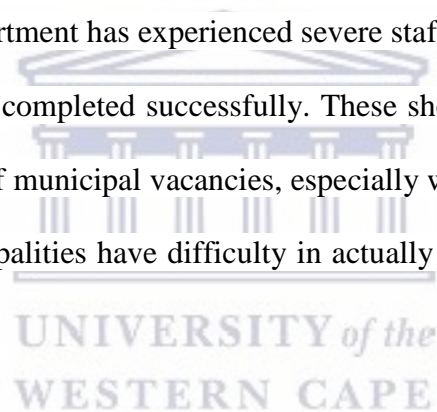 rtment has experienced severe staf
completed successfully. These sh
f municipal vacancies, especially
palities have difficulty in actually
UNIVERSITY of the
WESTERN CAPE